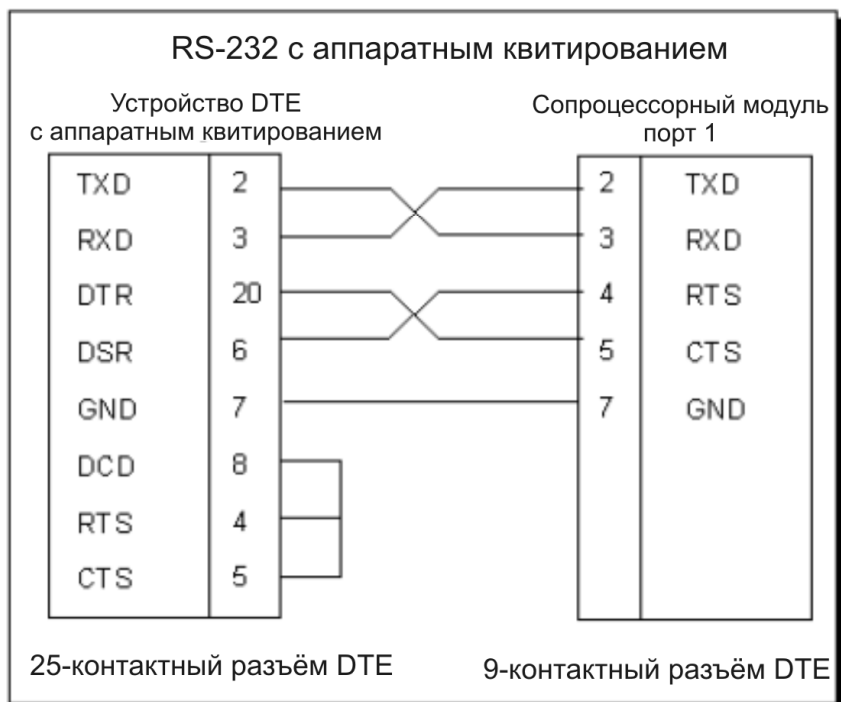 RS-232 с аппаратным квитированием
Устройство DTE
с аппаратным квитированием
Сопроцессорный модуль
порт 1
TXD 2
RXD 3
DTR 20
DSR 6
GND 7
DCD 8
RTS 4
CTS 5
2 TXD
3 RXD
4 RTS
5 CTS
7 GND
25-контактный разъём DTE
9-контактный разъём DTE